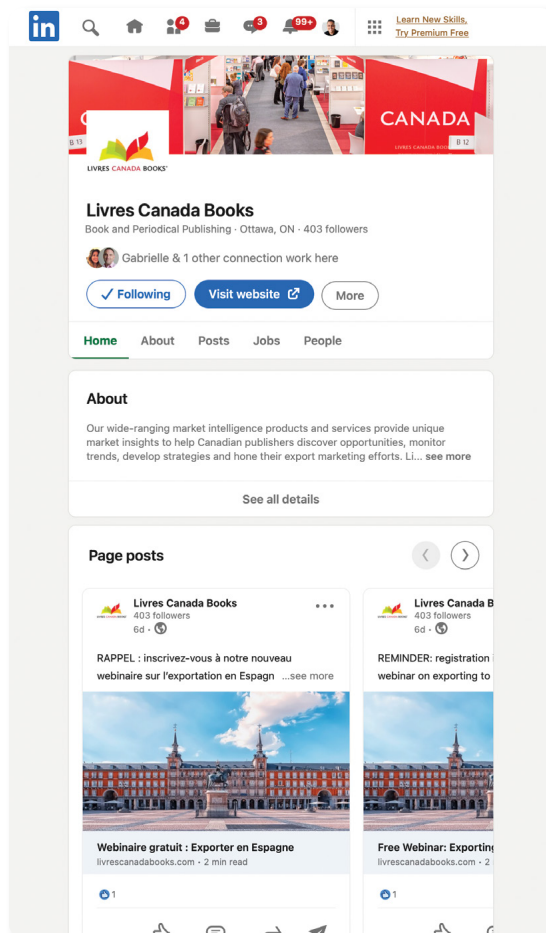 in
4
3
99+
Learn New Skills,
Try Premium Free
CANADA
LIVRES CANADA BOOKS
B 13
B 12
LIVRES CANADA BOOKS
Livres Canada Books
Book and Periodical Publishing · Ottawa, ON · 403 followers
Gabrielle & 1 other connection work here
Following
Visit website
More
Home About Posts Jobs People
About
Our wide-ranging market intelligence products and services provide unique
market insights to help Canadian publishers discover opportunities, monitor
trends, develop strategies and hone their export marketing efforts. Li... see more
See all details
Page posts
LIVRES CANADA BOOKS
Livres Canada Books
403 followers
6d ·
RAPPEL : inscrivez-vous à notre nouveau
webinaire sur l'exportation en Espagn ...see more
Webinaire gratuit : Exporter en Espagne
livrescanadabooks.com · 2 min read
1
LIVRES CANADA BOOKS
Livres Canada B
403 followers
6d ·
REMINDER: registration
webinar on exporting to
Free Webinar: Exporting
livrescanadabooks.com · 2
1